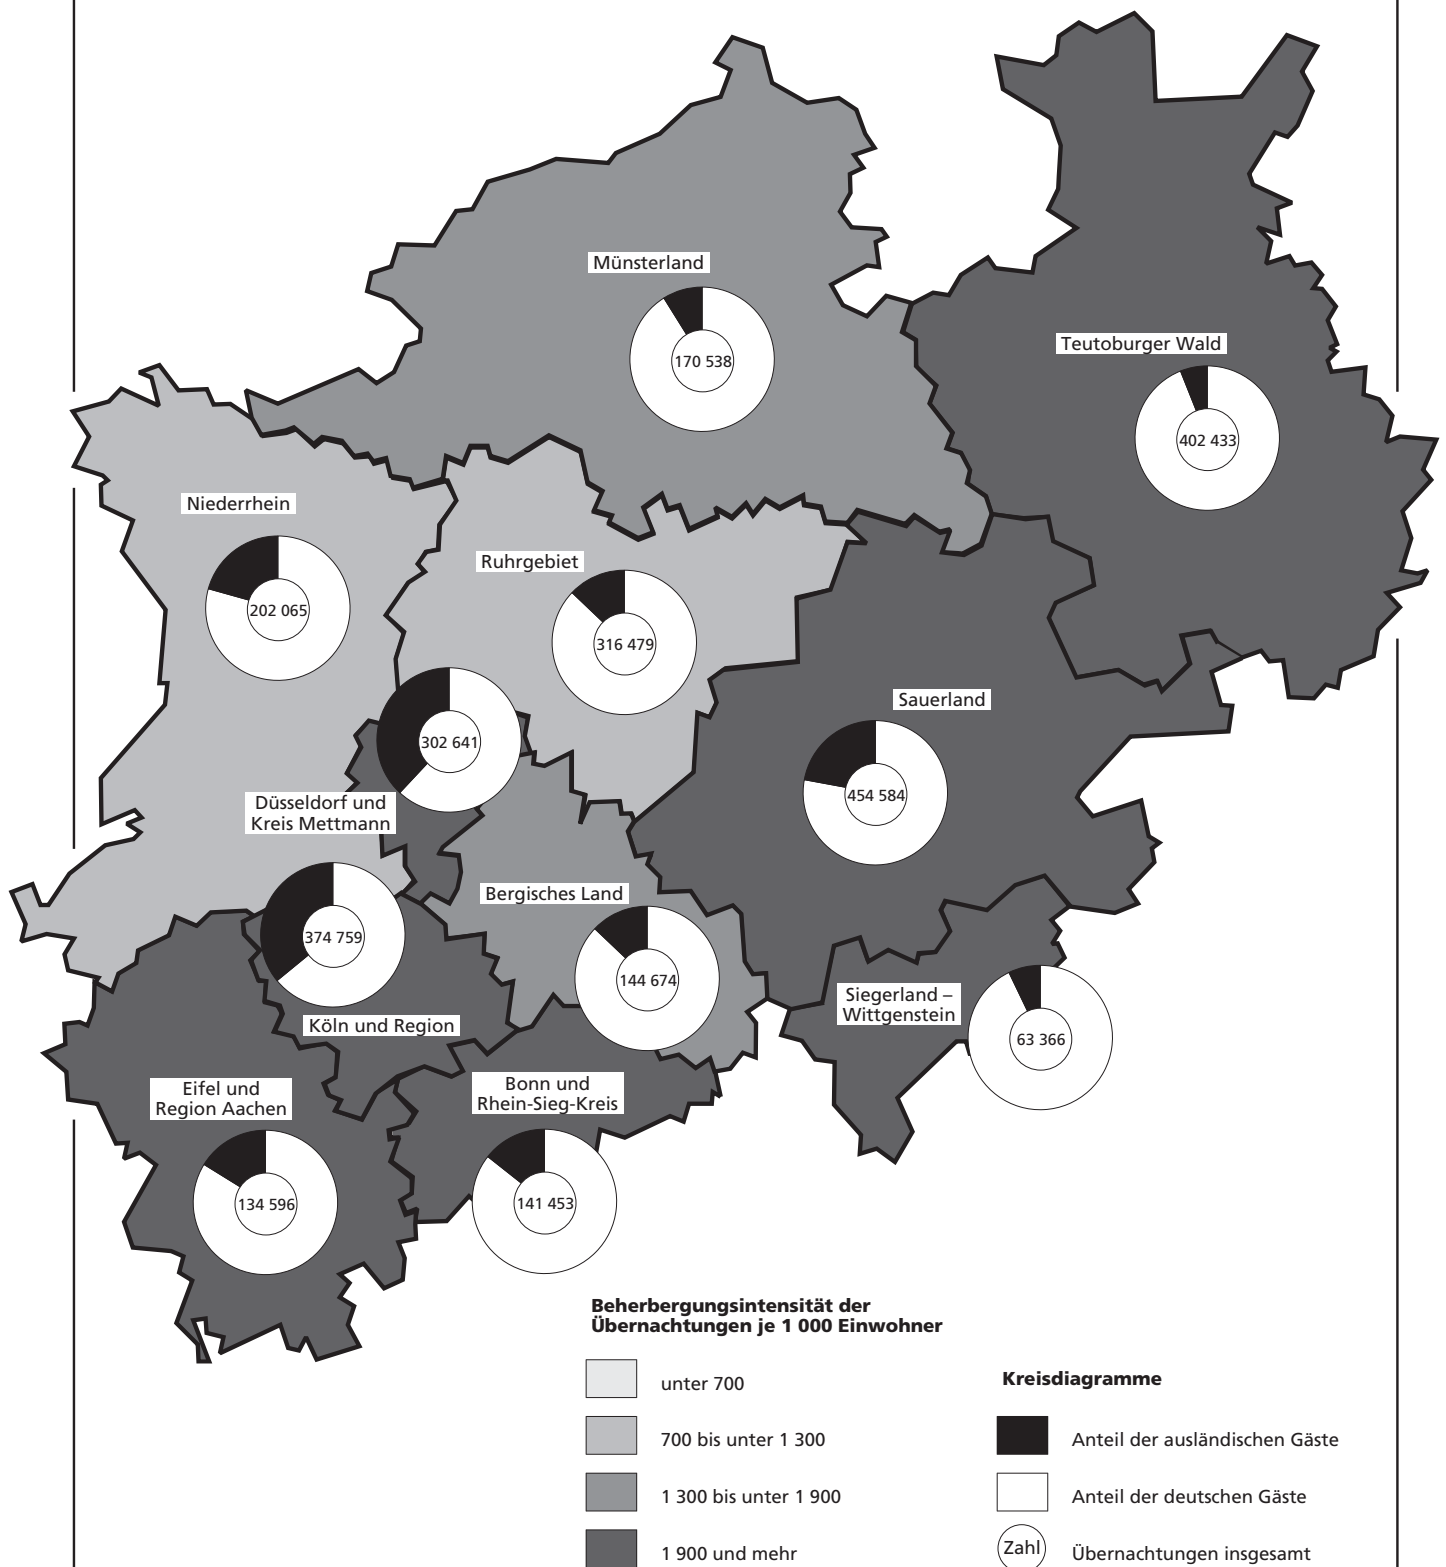 Münsterland
170 538
Teutoburger Wald
402 433
Niederrhein
202 065
Ruhrgebiet
316 479
302 641
Düsseldorf und
Kreis Mettmann
Sauerland
454 584
Bergisches Land
144 674
374 759
Köln und Region
Siegerland –
Wittgenstein
63 366
Eifel und
Region Aachen
134 596
Bonn und
Rhein-Sieg-Kreis
141 453
Beherbergungsintensität der
Übernachtungen je 1 000 Einwohner
unter 700
700 bis unter 1 300
1 300 bis unter 1 900
1 900 und mehr
Kreisdiagramme
Anteil der ausländischen Gäste
Anteil der deutschen Gäste
Zahl Übernachtungen insgesamt